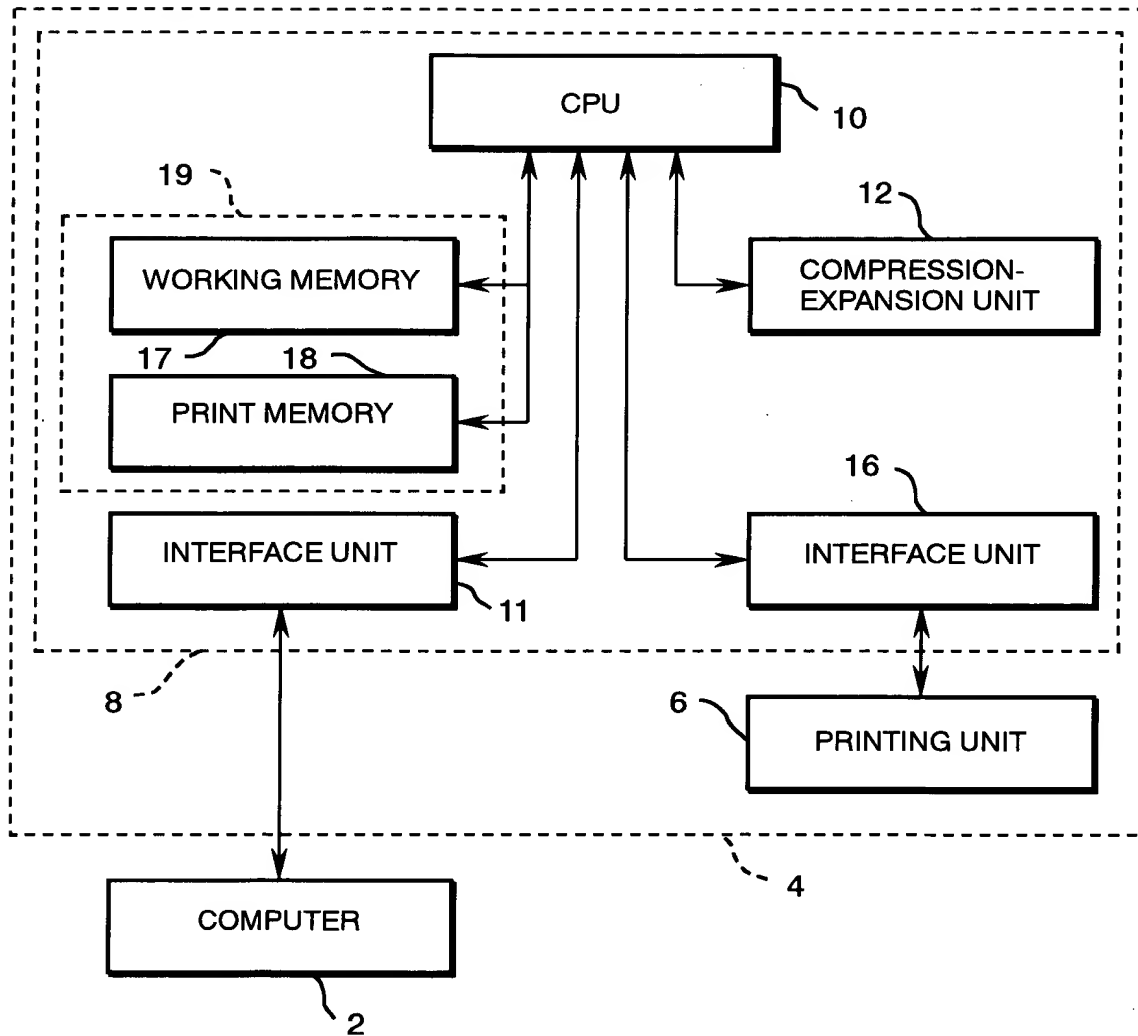 CPU
10
19
12
WORKING MEMORY
COMPRESSION-
EXPANSION UNIT
17
18
PRINT MEMORY
16
INTERFACE UNIT
INTERFACE UNIT
11
8
6
PRINTING UNIT
4
COMPUTER
2